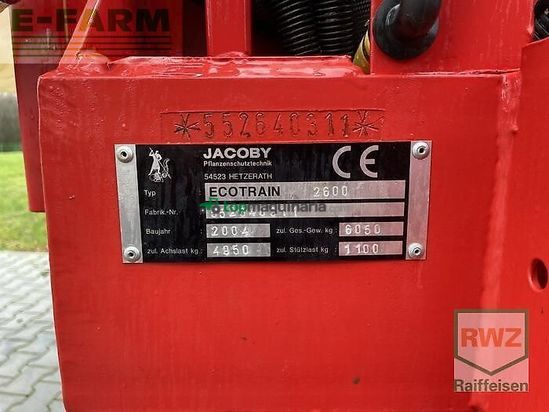 E-FARM
*552640311*
JACOBY
Pflanzenschutztechnik
54523 HETZERATH
CE
Typ ECOTRAIN 2600
Fabrik.-Nr.
topmaquinaria
Baujahr 2004 zul. Ges.-Gew. kg: 6050
zul. Achslast kg: 4950 zul. Stützlast kg: 1100
RWZ
Raiffeisen